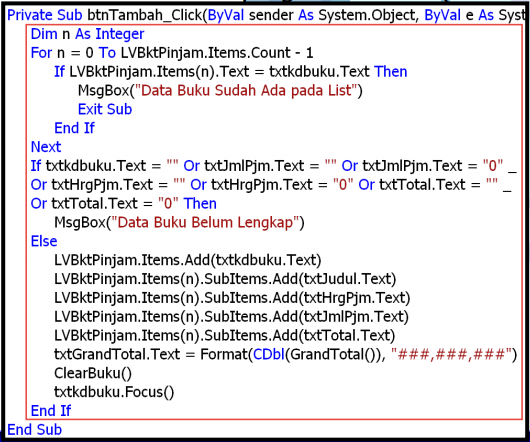 Private Sub btnTambah_Click(ByVal sender As System.Object, ByVal e As Syst
Dim n As Integer
For n = 0 To LVBktPinjam.Items.Count - 1
If LVBktPinjam.Items(n).Text = txtkdbuku.Text Then
MsgBox("Data Buku Sudah Ada pada List")
Exit Sub
End If
Next
If txtkdbuku.Text = "" Or txtJmlPjm.Text = "" Or txtJmlPjm.Text = "0" _
Or txtHrgPjm.Text = "" Or txtHrgPjm.Text = "0" Or txtTotal.Text = "" _
Or txtTotal.Text = "0" Then
MsgBox("Data Buku Belum Lengkap")
Else
LVBktPinjam.Items.Add(txtkdbuku.Text)
LVBktPinjam.Items(n).SubItems.Add(txtJudul.Text)
LVBktPinjam.Items(n).SubItems.Add(txtHrgPjm.Text)
LVBktPinjam.Items(n).SubItems.Add(txtJmlPjm.Text)
LVBktPinjam.Items(n).SubItems.Add(txtTotal.Text)
txtGrandTotal.Text = Format(CDbl(GrandTotal()), "###,###,###")
ClearBuku()
txtkdbuku.Focus()
End If
End Sub